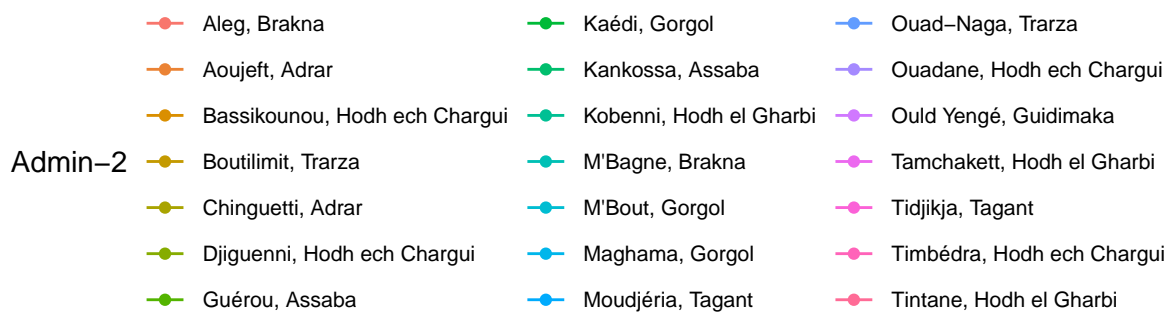 Admin−2
Aleg, Brakna
Aoujeft, Adrar
Bassikounou, Hodh ech Chargui
Boutilimit, Trarza
Chinguetti, Adrar
Djiguenni, Hodh ech Chargui
Guérou, Assaba
Kaédi, Gorgol
Kankossa, Assaba
Kobenni, Hodh el Gharbi
M'Bagne, Brakna
M'Bout, Gorgol
Maghama, Gorgol
Moudjéria, Tagant
Ouad−Naga, Trarza
Ouadane, Hodh ech Chargui
Ould Yengé, Guidimaka
Tamchakett, Hodh el Gharbi
Tidjikja, Tagant
Timbédra, Hodh ech Chargui
Tintane, Hodh el Gharbi